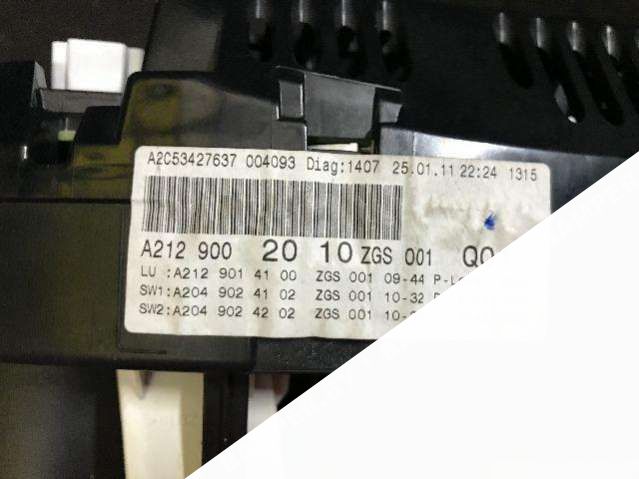 A2C53427637 004093 Diag:1407 25.01.11 22:24 1315
A212 900 20 10 ZGS 001 Q0
LU :A212 901 41 00 ZGS 001 09-44
SW1:A204 902 41 02 ZGS 001 10-32
SW2:A204 902 42 02 ZGS 001